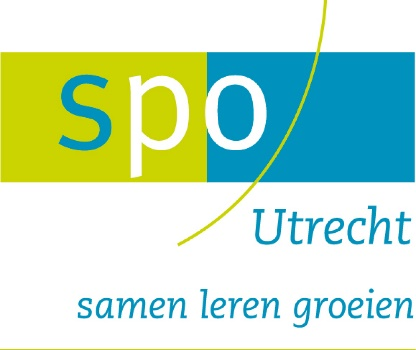 spo
Utrecht
samen leren groeien